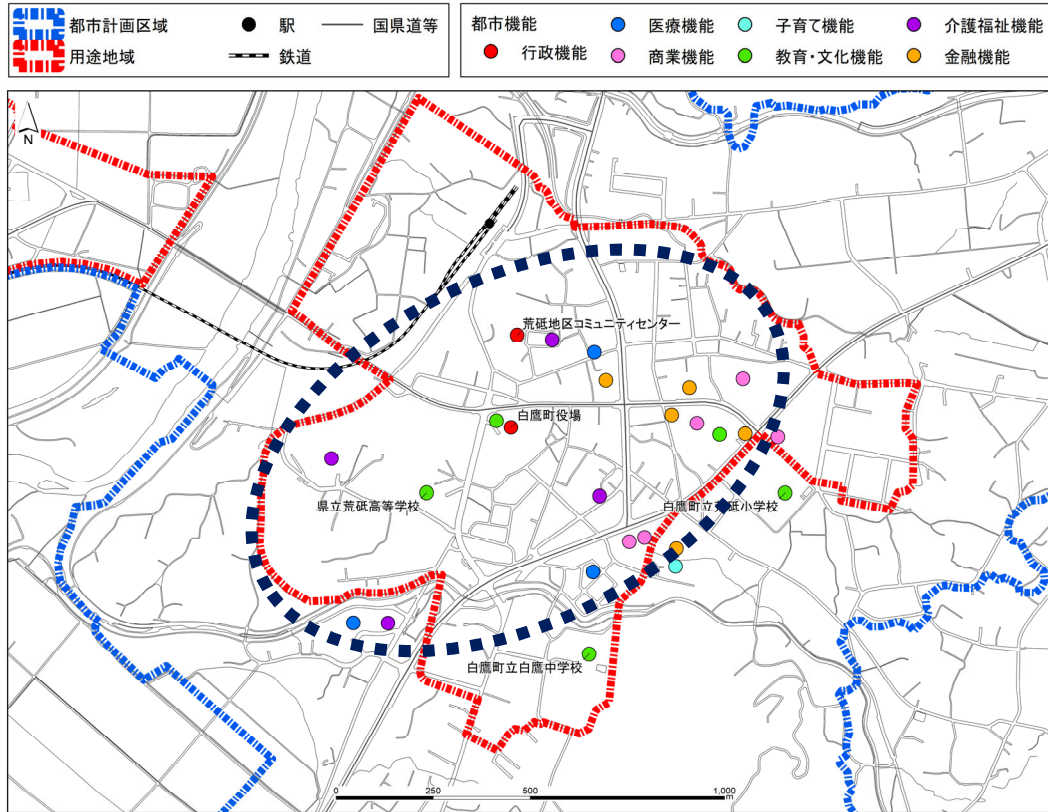 都市計画区域
駅
国県道等
用途地域
鉄道
都市機能
医療機能
子育て機能
介護福祉機能
行政機能
商業機能
教育・文化機能
金融機能
N
荒砥地区コミュニティセンター
白鷹町役場
県立荒砥高等学校
白鷹町立荒砥小学校
白鷹町立白鷹中学校
0 250 500 1,000
m